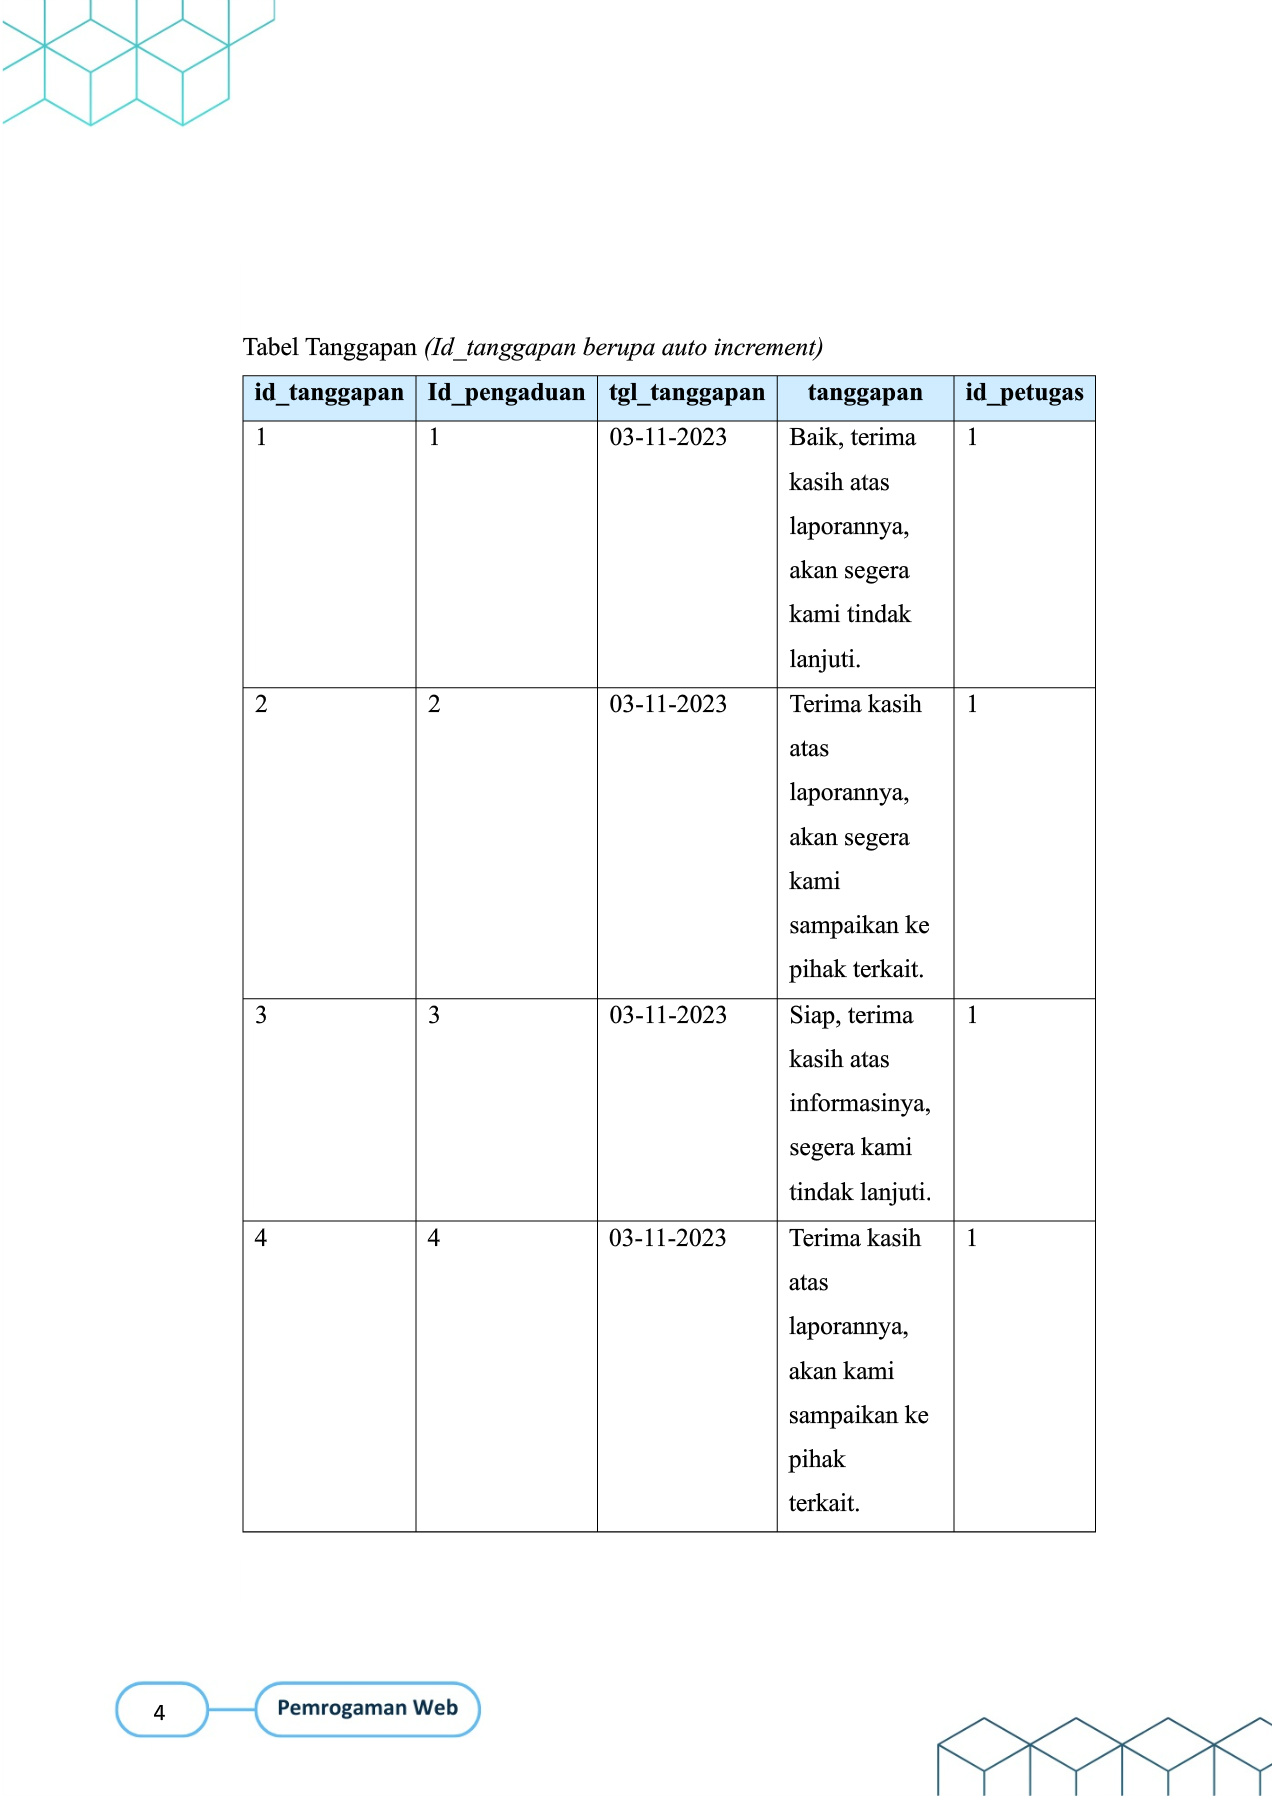 Tabel Tanggapan (Id_tanggapan berupa auto increment)
id_tanggapan Id_pengaduan tgl_tanggapan tanggapan id_petugas
1 1 03-11-2023 Baik, terima 1
kasih atas
laporannya,
akan segera
kami tindak
lanjuti.
2 2 03-11-2023 Terima kasih 1
atas
laporannya,
akan segera
kami
sampaikan ke
pihak terkait.
3 3 03-11-2023 Siap, terima 1
kasih atas
informasinya,
segera kami
tindak lanjuti.
4 4 03-11-2023 Terima kasih 1
atas
laporannya,
akan kami
sampaikan ke
pihak
terkait.
4 Pemrogaman Web